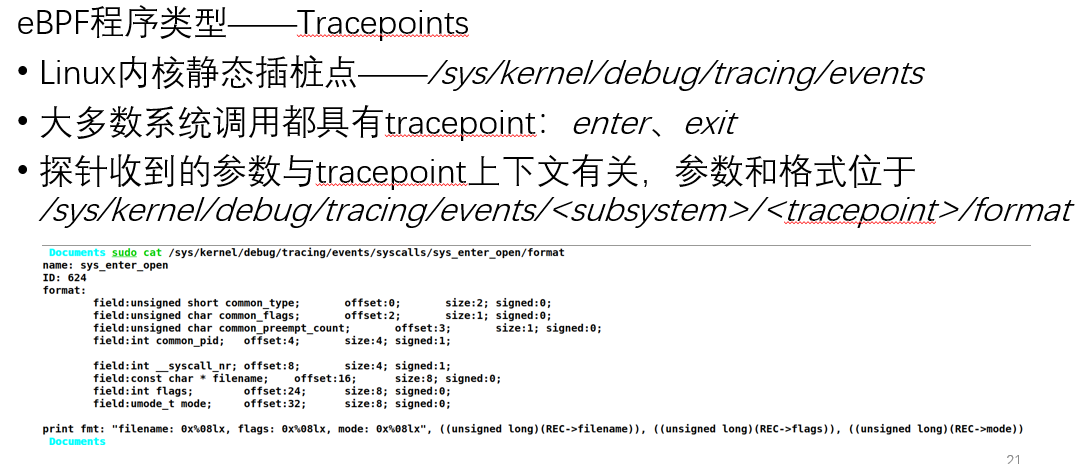 eBPF程序类型——Tracepoints
• Linux内核静态插桩点——/sys/kernel/debug/tracing/events
• 大多数系统调用都具有tracepoint：enter、exit
• 探针收到的参数与tracepoint上下文有关，参数和格式位于
/sys/kernel/debug/tracing/events/<subsystem>/<tracepoint>/format
Documents sudo cat /sys/kernel/debug/tracing/events/syscalls/sys_enter_open/format
name: sys_enter_open
ID: 624
format:
field:unsigned short common_type; offset:0; size:2; signed:0;
field:unsigned char common_flags; offset:2; size:1; signed:0;
field:unsigned char common_preempt_count; offset:3; size:1; signed:0;
field:int common_pid; offset:4; size:4; signed:1;
field:int __syscall_nr; offset:8; size:4; signed:1;
field:const char * filename; offset:16; size:8; signed:0;
field:int flags; offset:24; size:8; signed:0;
field:umode_t mode; offset:32; size:8; signed:0;
print fmt: "filename: 0x%08lx, flags: 0x%08lx, mode: 0x%08lx", ((unsigned long)(REC->filename)), ((unsigned long)(REC->flags)), ((unsigned long)(REC->mode))
Documents
21